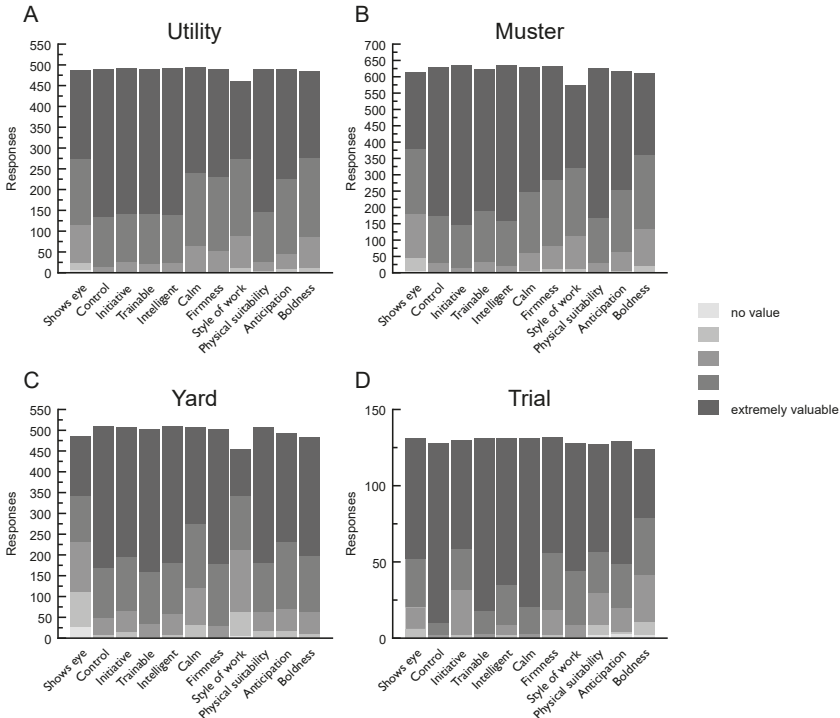 A
Utility
550
500
450
400
350
300
250
200
150
100
50
0
Responses
Shows eye
Control
Initiative
Trainable
Intelligent
Calm
Firmness
Style of work
Physical suitability
Anticipation
Boldness
B
Muster
700
650
600
550
500
450
400
350
300
250
200
150
100
50
0
Responses
Shows eye
Control
Initiative
Trainable
Intelligent
Calm
Firmness
Style of work
Physical suitability
Anticipation
Boldness
no value
extremely valuable
C
Yard
550
500
450
400
350
300
250
200
150
100
50
0
Responses
Shows eye
Control
Initiative
Trainable
Intelligent
Calm
Firmness
Style of work
Physical suitability
Anticipation
Boldness
D
Trial
150
100
50
0
Responses
Shows eye
Control
Initiative
Trainable
Intelligent
Calm
Firmness
Style of work
Physical suitability
Anticipation
Boldness